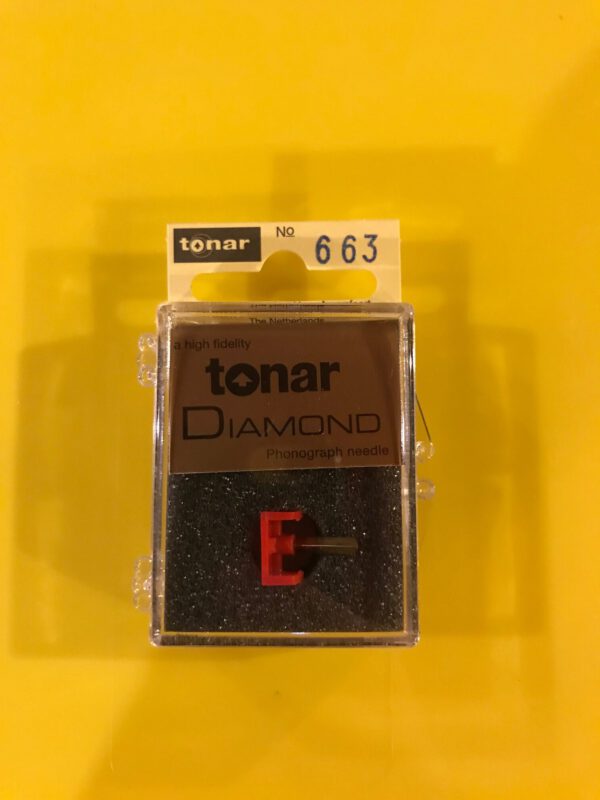 tonar No 663
The Netherlands
a high fidelity
tonar
DIAMOND
Phonograph needle